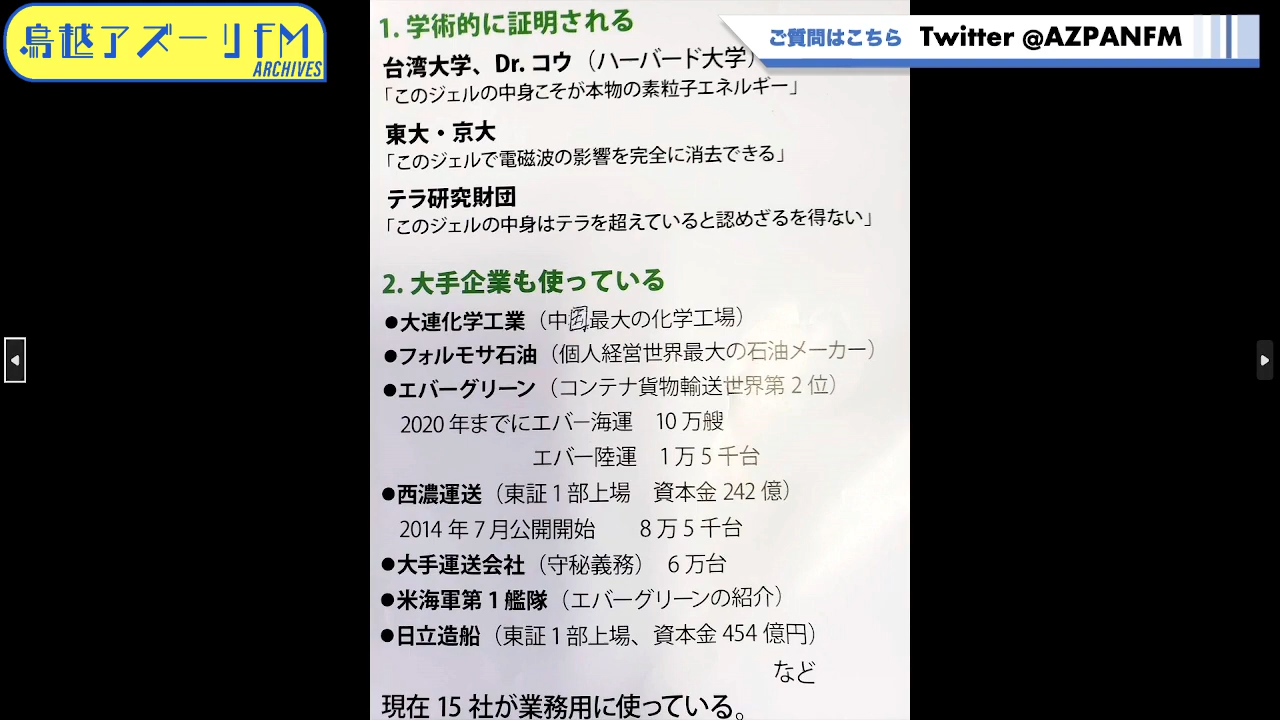 鳥越アズーリFM
ARCHIVES
ご質問はこちら Twitter @AZPANFM
1. 学術的に証明される
台湾大学、Dr. コウ（ハーバード大学）
「このジェルの中身こそが本物の素粒子エネルギー」
東大・京大
「このジェルで電磁波の影響を完全に消去できる」
テラ研究財団
「このジェルの中身はテラを超えていると認めざるを得ない」
2. 大手企業も使っている
●大連化学工業（中国最大の化学工場）
●フォルモサ石油（個人経営世界最大の石油メーカー）
●エバーグリーン（コンテナ貨物輸送世界第2位）
2020年までにエバー海運 10万艘
エバー陸運 1万5千台
●西濃運送（東証1部上場 資本金242億）
2014年7月公開開始 8万5千台
●大手運送会社（守秘義務） 6万台
●米海軍第1艦隊（エバーグリーンの紹介）
●日立造船（東証1部上場、資本金454億円）
など
現在15社が業務用に使っている。